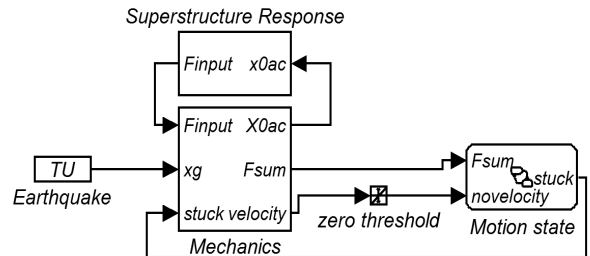 Superstructure Response
Finput x0ac
Finput X0ac
TU
xg
Fsum
Earthquake
stuck velocity
zero threshold
Mechanics
Fsum
stuck
novelocity
Motion state